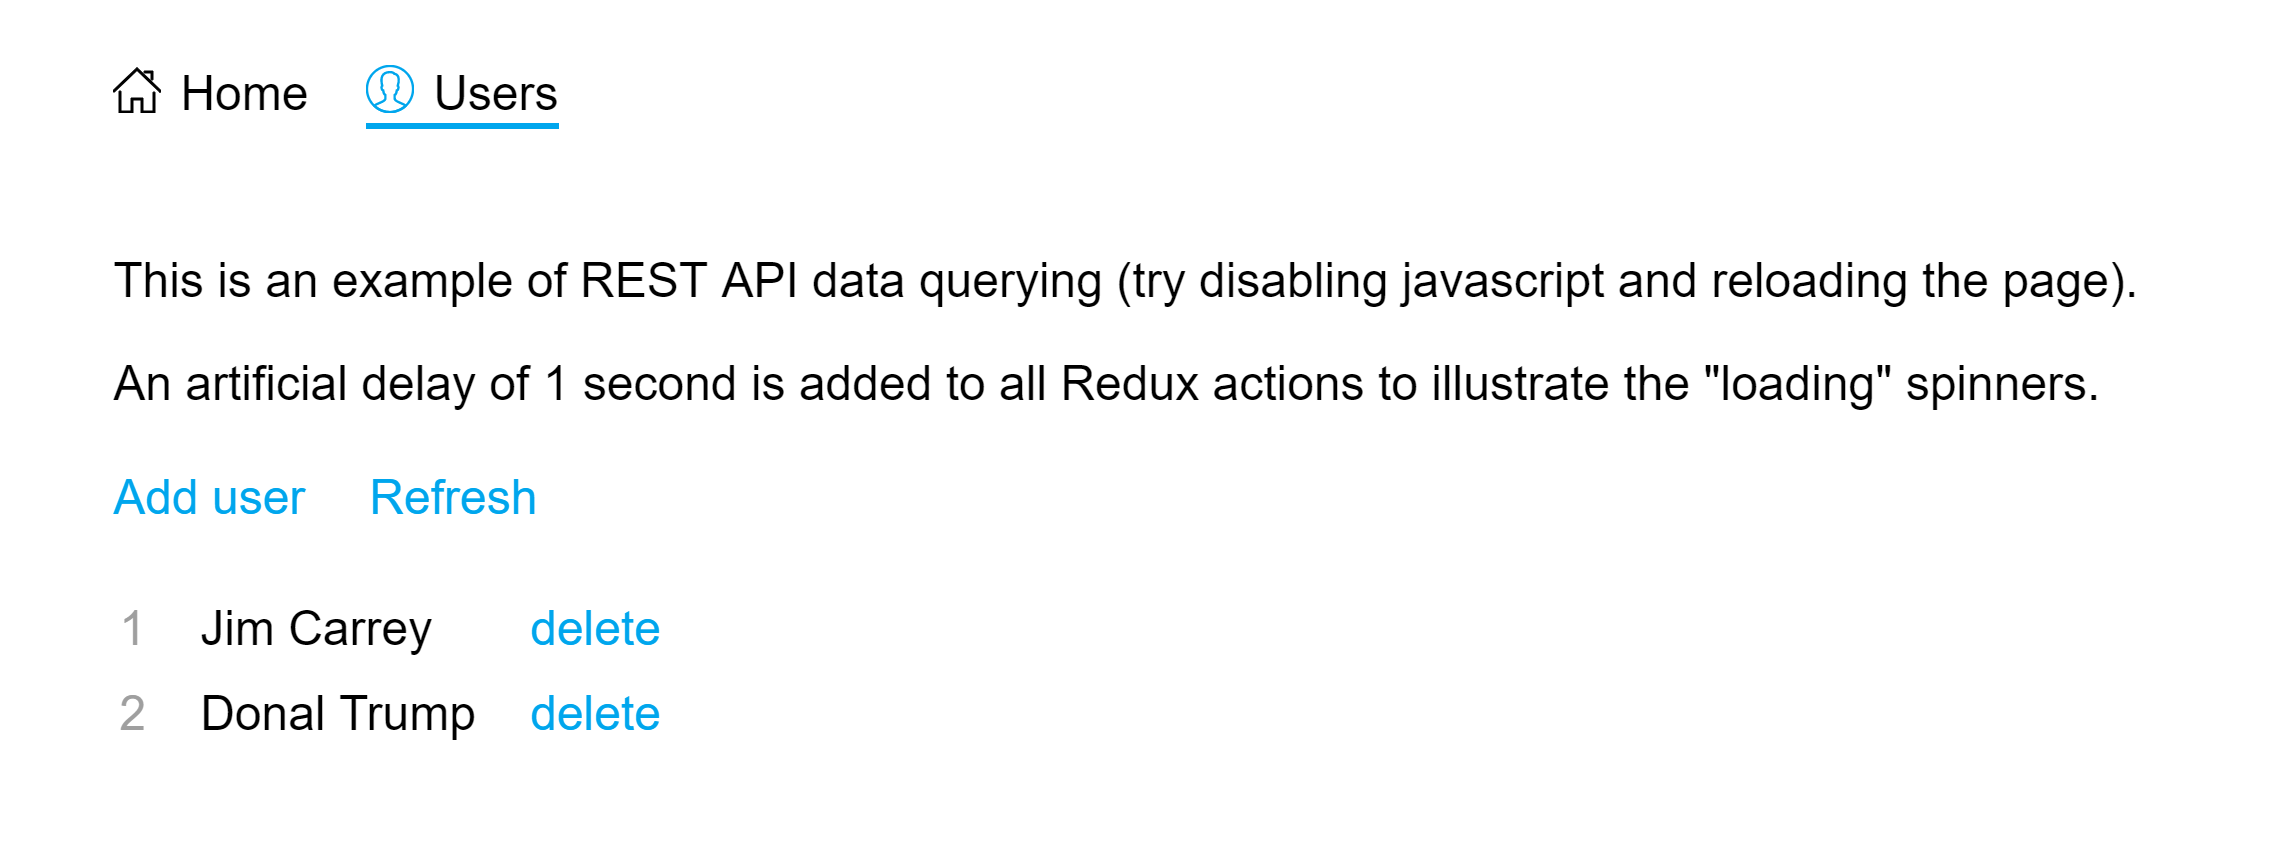 Home Users
This is an example of REST API data querying (try disabling javascript and reloading the page).
An artificial delay of 1 second is added to all Redux actions to illustrate the "loading" spinners.
Add user Refresh
1 Jim Carrey delete
2 Donal Trump delete